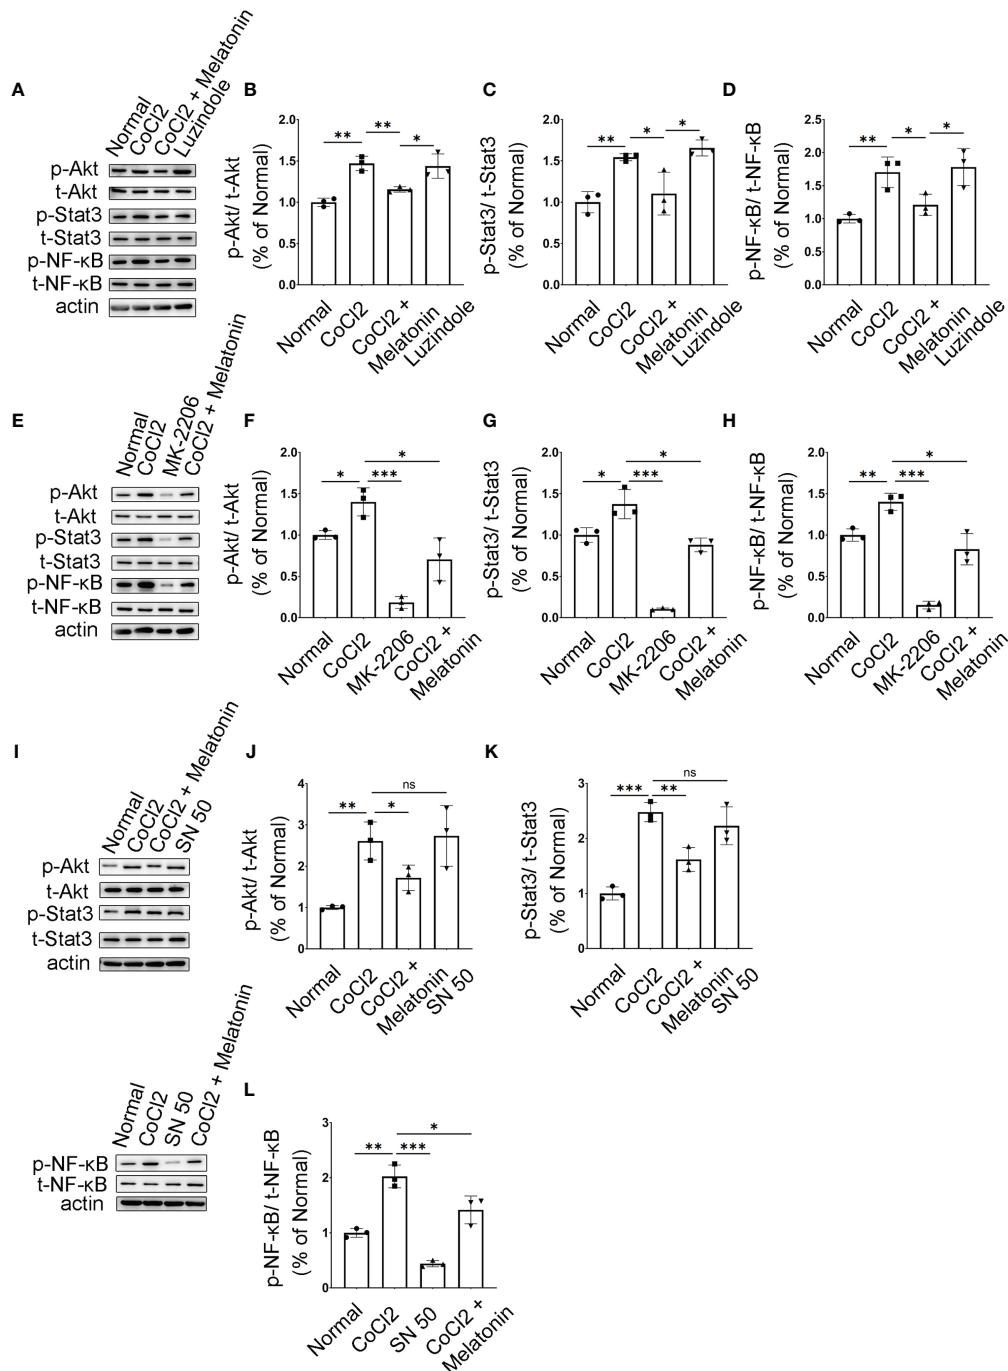 A
Normal
CoCl2
CoCl2 + Melatonin
Luzindole
p-Akt
t-Akt
p-Stat3
t-Stat3
p-NF-κB
t-NF-κB
actin
B
p-Akt/ t-Akt
(% of Normal)
2.0
1.5
1.0
0.5
0.0
**
**
*
Normal
CoCl2
CoCl2 +
Melatonin
Luzindole
C
p-Stat3/ t-Stat3
(% of Normal)
2.0
1.5
1.0
0.5
0.0
**
*
*
Normal
CoCl2
CoCl2 +
Melatonin
Luzindole
D
p-NF-κB/ t-NF-κB
(% of Normal)
2.5
2.0
1.5
1.0
0.5
0.0
**
*
*
Normal
CoCl2
CoCl2 +
Melatonin
Luzindole
E
Normal
CoCl2
MK-2206
CoCl2 + Melatonin
p-Akt
t-Akt
p-Stat3
t-Stat3
p-NF-κB
t-NF-κB
actin
F
p-Akt/ t-Akt
(% of Normal)
2.0
1.5
1.0
0.5
0.0
*
*
***
Normal
CoCl2
MK-2206
CoCl2 +
Melatonin
G
p-Stat3/ t-Stat3
(% of Normal)
2.0
1.5
1.0
0.5
0.0
*
*
***
Normal
CoCl2
MK-2206
CoCl2 +
Melatonin
H
p-NF-κB/ t-NF-κB
(% of Normal)
2.0
1.5
1.0
0.5
0.0
*
**
***
Normal
CoCl2
MK-2206
CoCl2 +
Melatonin
I
Normal
CoCl2
CoCl2 + Melatonin
SN 50
p-Akt
t-Akt
p-Stat3
t-Stat3
actin
J
p-Akt/ t-Akt
(% of Normal)
4
3
2
1
0
ns
**
*
Normal
CoCl2
CoCl2 +
Melatonin
SN 50
K
p-Stat3/ t-Stat3
(% of Normal)
3
2
1
0
ns
***
**
Normal
CoCl2
CoCl2 +
Melatonin
SN 50
Normal
CoCl2
SN 50
CoCl2 + Melatonin
p-NF-κB
t-NF-κB
actin
L
p-NF-κB/ t-NF-κB
(% of Normal)
3
2
1
0
*
**
***
Normal
CoCl2
SN 50
CoCl2 +
Melatonin